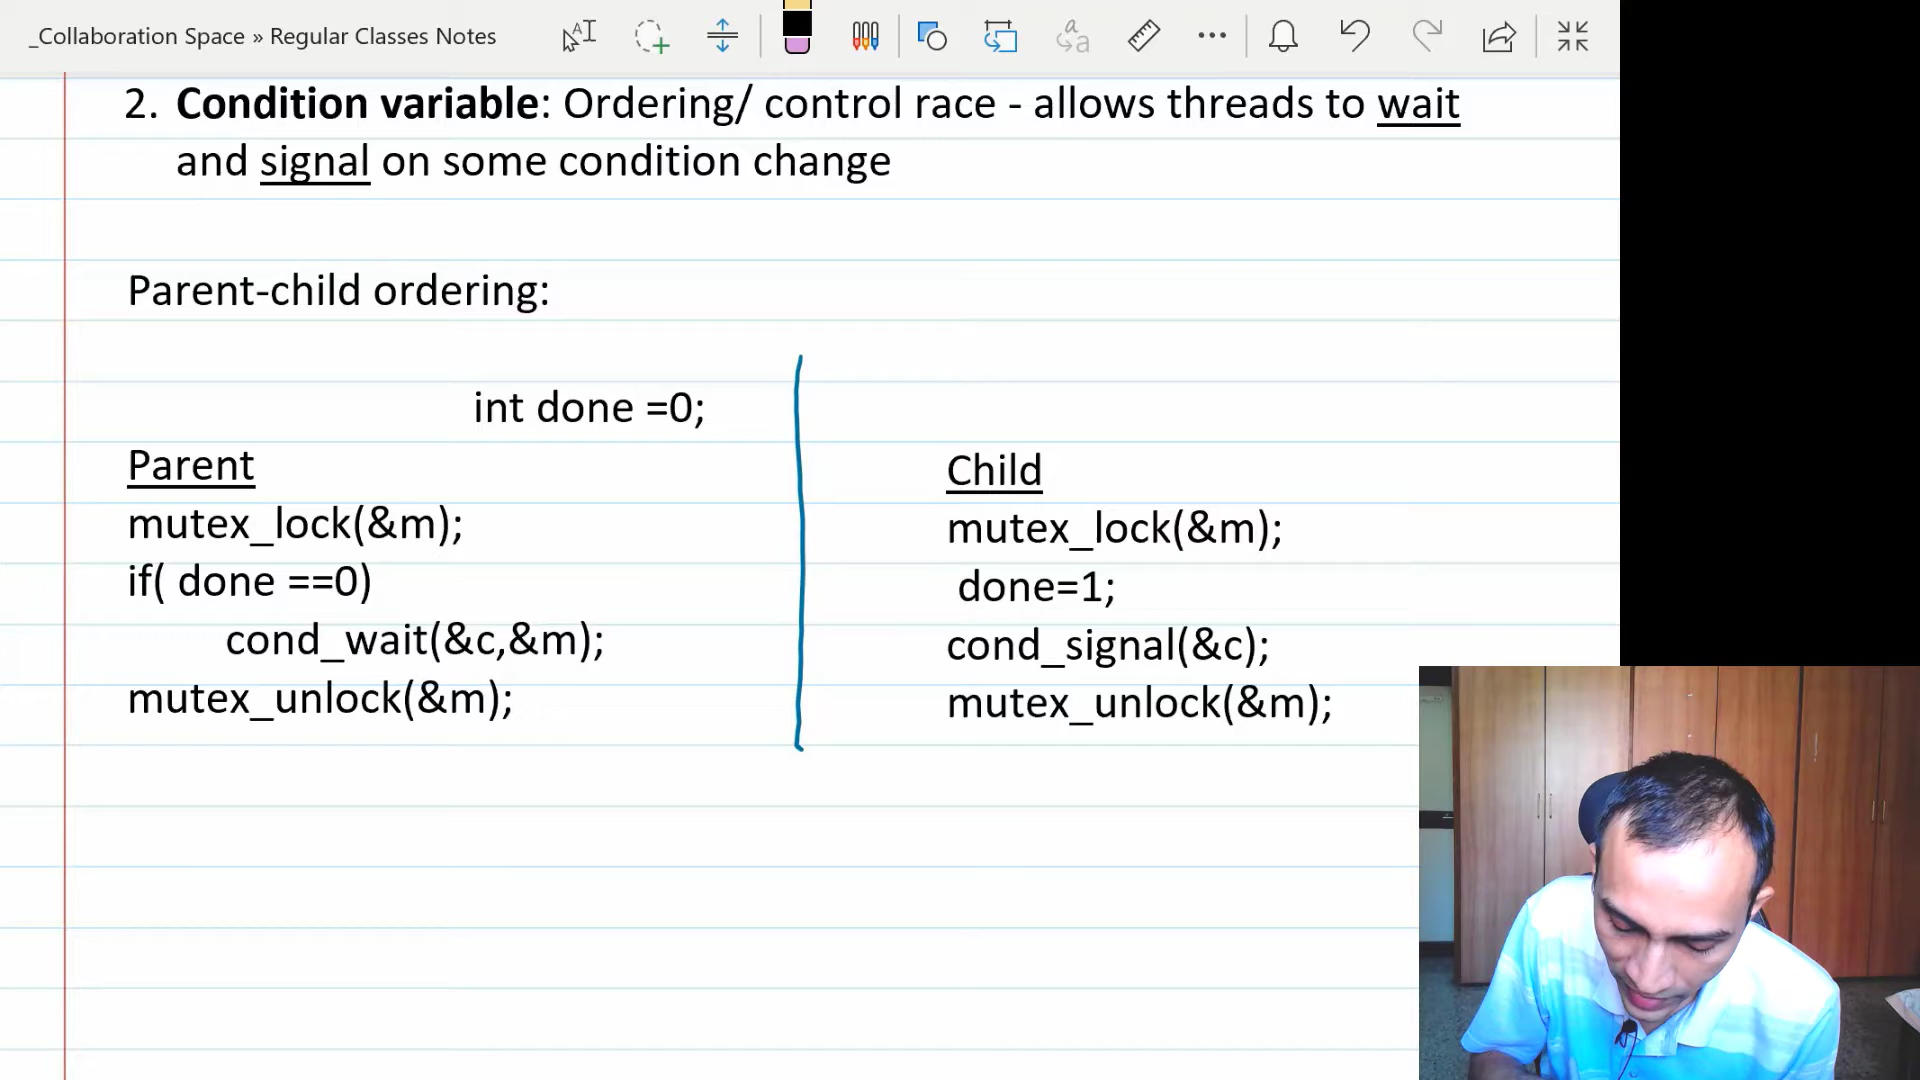 _Collaboration Space » Regular Classes Notes
2. Condition variable: Ordering/ control race - allows threads to wait
and signal on some condition change
Parent-child ordering:
int done =0;
Parent
mutex_lock(&m);
if( done ==0)
cond_wait(&c,&m);
mutex_unlock(&m);
Child
mutex_lock(&m);
done=1;
cond_signal(&c);
mutex_unlock(&m);